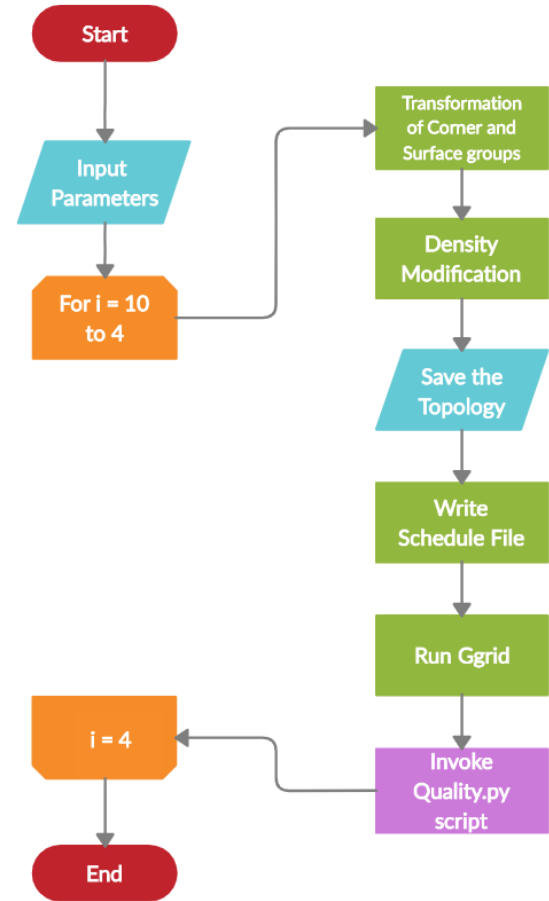 Start
Input
Parameters
For i = 10
to 4
Transformation
of Corner and
Surface groups
Density
Modification
Save the
Topology
Write
Schedule File
Run Ggrid
Invoke
Quality.py
script
i = 4
End